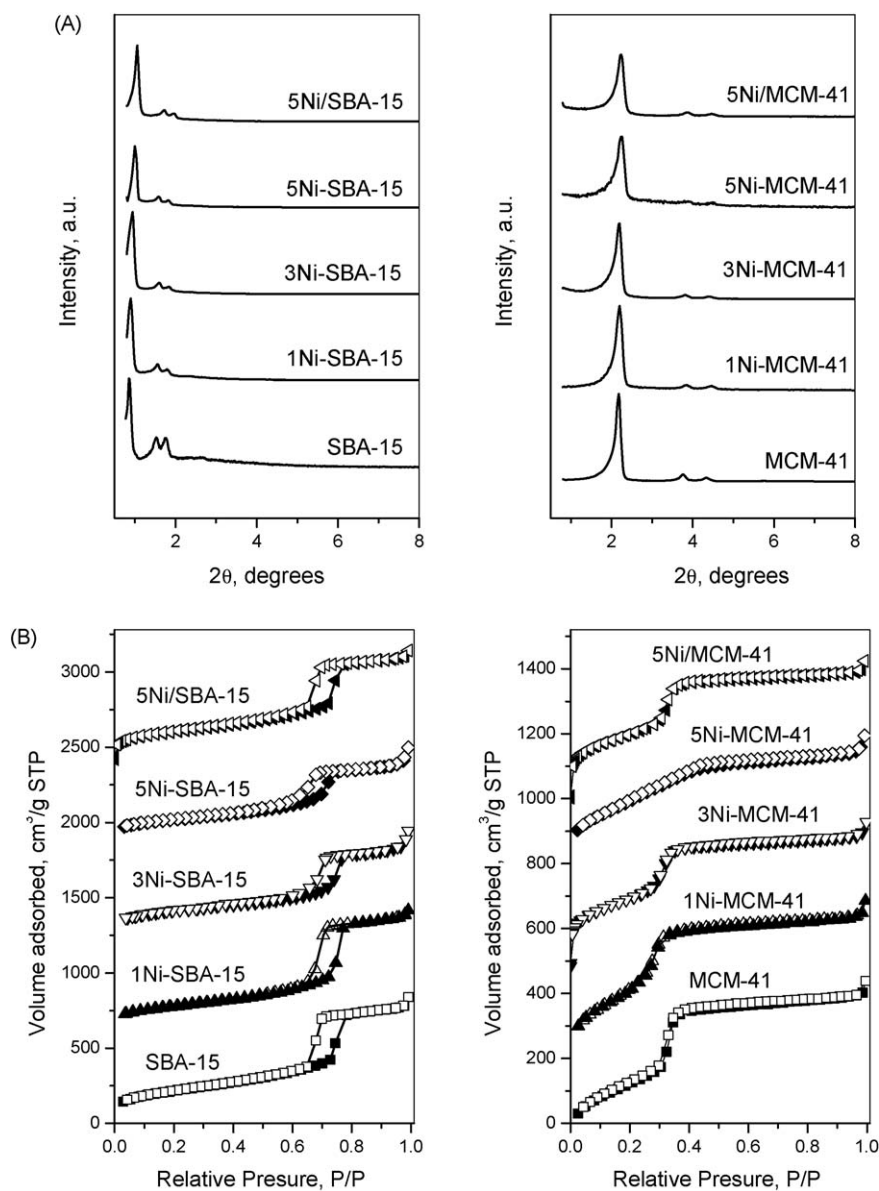 (A)
5Ni/SBA-15
5Ni-SBA-15
3Ni-SBA-15
1Ni-SBA-15
SBA-15
Intensity, a.u.
2 4 6 8
2θ, degrees
5Ni/MCM-41
5Ni-MCM-41
3Ni-MCM-41
1Ni-MCM-41
MCM-41
Intensity, a.u.
2 4 6 8
2θ, degrees
(B)
3000
2500
2000
1500
1000
500
0
Volume adsorbed, cm³/g STP
5Ni/SBA-15
5Ni-SBA-15
3Ni-SBA-15
1Ni-SBA-15
SBA-15
0.0 0.2 0.4 0.6 0.8 1.0
Relative Presure, P/P
1400
1200
1000
800
600
400
200
0
Volume adsorbed, cm³/g STP
5Ni/MCM-41
5Ni-MCM-41
3Ni-MCM-41
1Ni-MCM-41
MCM-41
0.0 0.2 0.4 0.6 0.8 1.0
Relative Presure, P/P